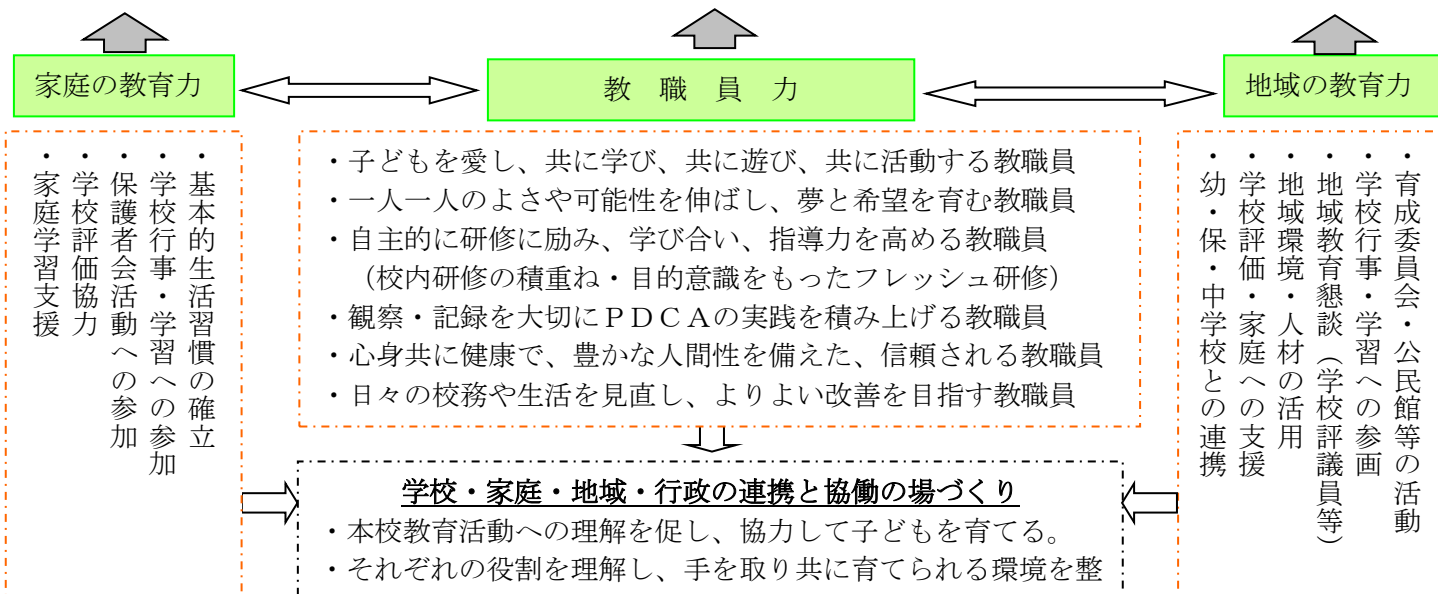 家庭の教育力
教職員力
地域の教育力
・基本的生活習慣の確立
・学校行事・学習への参加
・保護者会活動への参加
・学校評価協力
・家庭学習支援
・子どもを愛し、共に学び、共に遊び、共に活動する教職員
・一人一人のよさや可能性を伸ばし、夢と希望を育む教職員
・自主的に研修に励み、学び合い、指導力を高める教職員
（校内研修の積重ね・目的意識をもったフレッシュ研修）
・観察・記録を大切にＰＤＣＡの実践を積み上げる教職員
・心身共に健康で、豊かな人間性を備えた、信頼される教職員
・日々の校務や生活を見直し、よりよい改善を目指す教職員
・育成委員会・公民館等の活動
・学校行事・学習への参画
・地域教育懇談（学校評議員等）
・地域環境・人材の活用
・学校評価・家庭への支援
・幼・保・中学校との連携
学校・家庭・地域・行政の連携と協働の場づくり
・本校教育活動への理解を促し、協力して子どもを育てる。
・それぞれの役割を理解し、手を取り共に育てられる環境を整